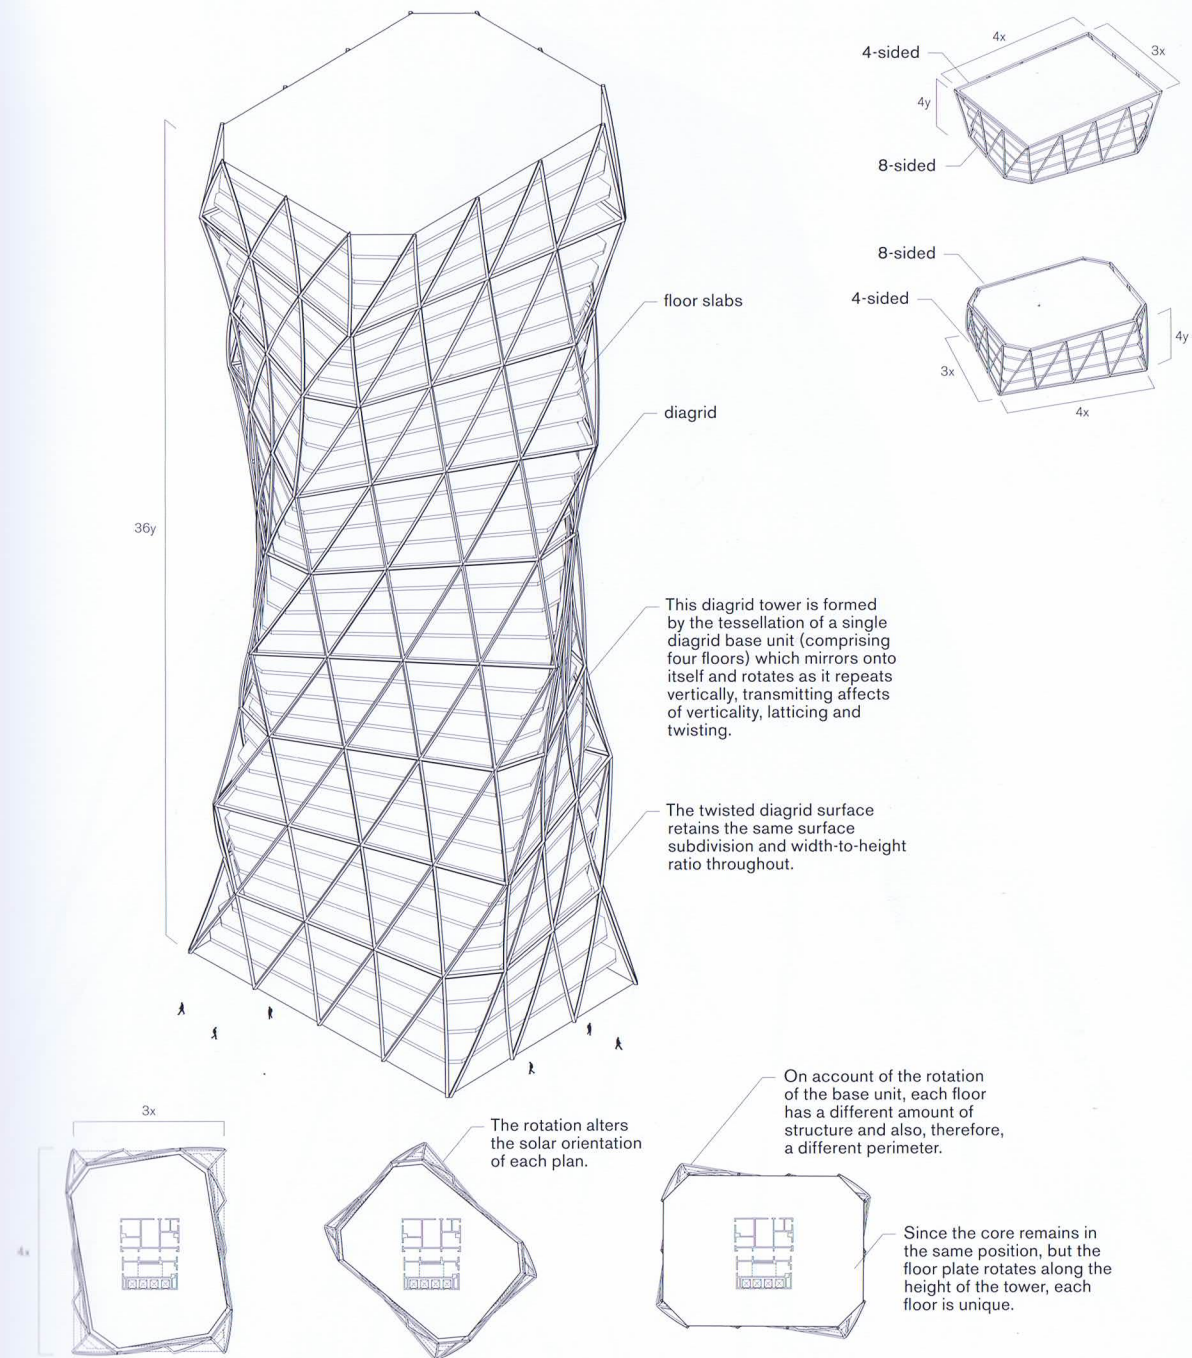 4x
3x
4-sided
4y
8-sided
8-sided
4-sided
4y
3x
4x
floor slabs
diagrid
36y
This diagrid tower is formed
by the tessellation of a single
diagrid base unit (comprising
four floors) which mirrors onto
itself and rotates as it repeats
vertically, transmitting affects
of verticality, latticing and
twisting.
The twisted diagrid surface
retains the same surface
subdivision and width-to-height
ratio throughout.
3x
4x
The rotation alters
the solar orientation
of each plan.
On account of the rotation
of the base unit, each floor
has a different amount of
structure and also, therefore,
a different perimeter.
Since the core remains in
the same position, but the
floor plate rotates along the
height of the tower, each
floor is unique.